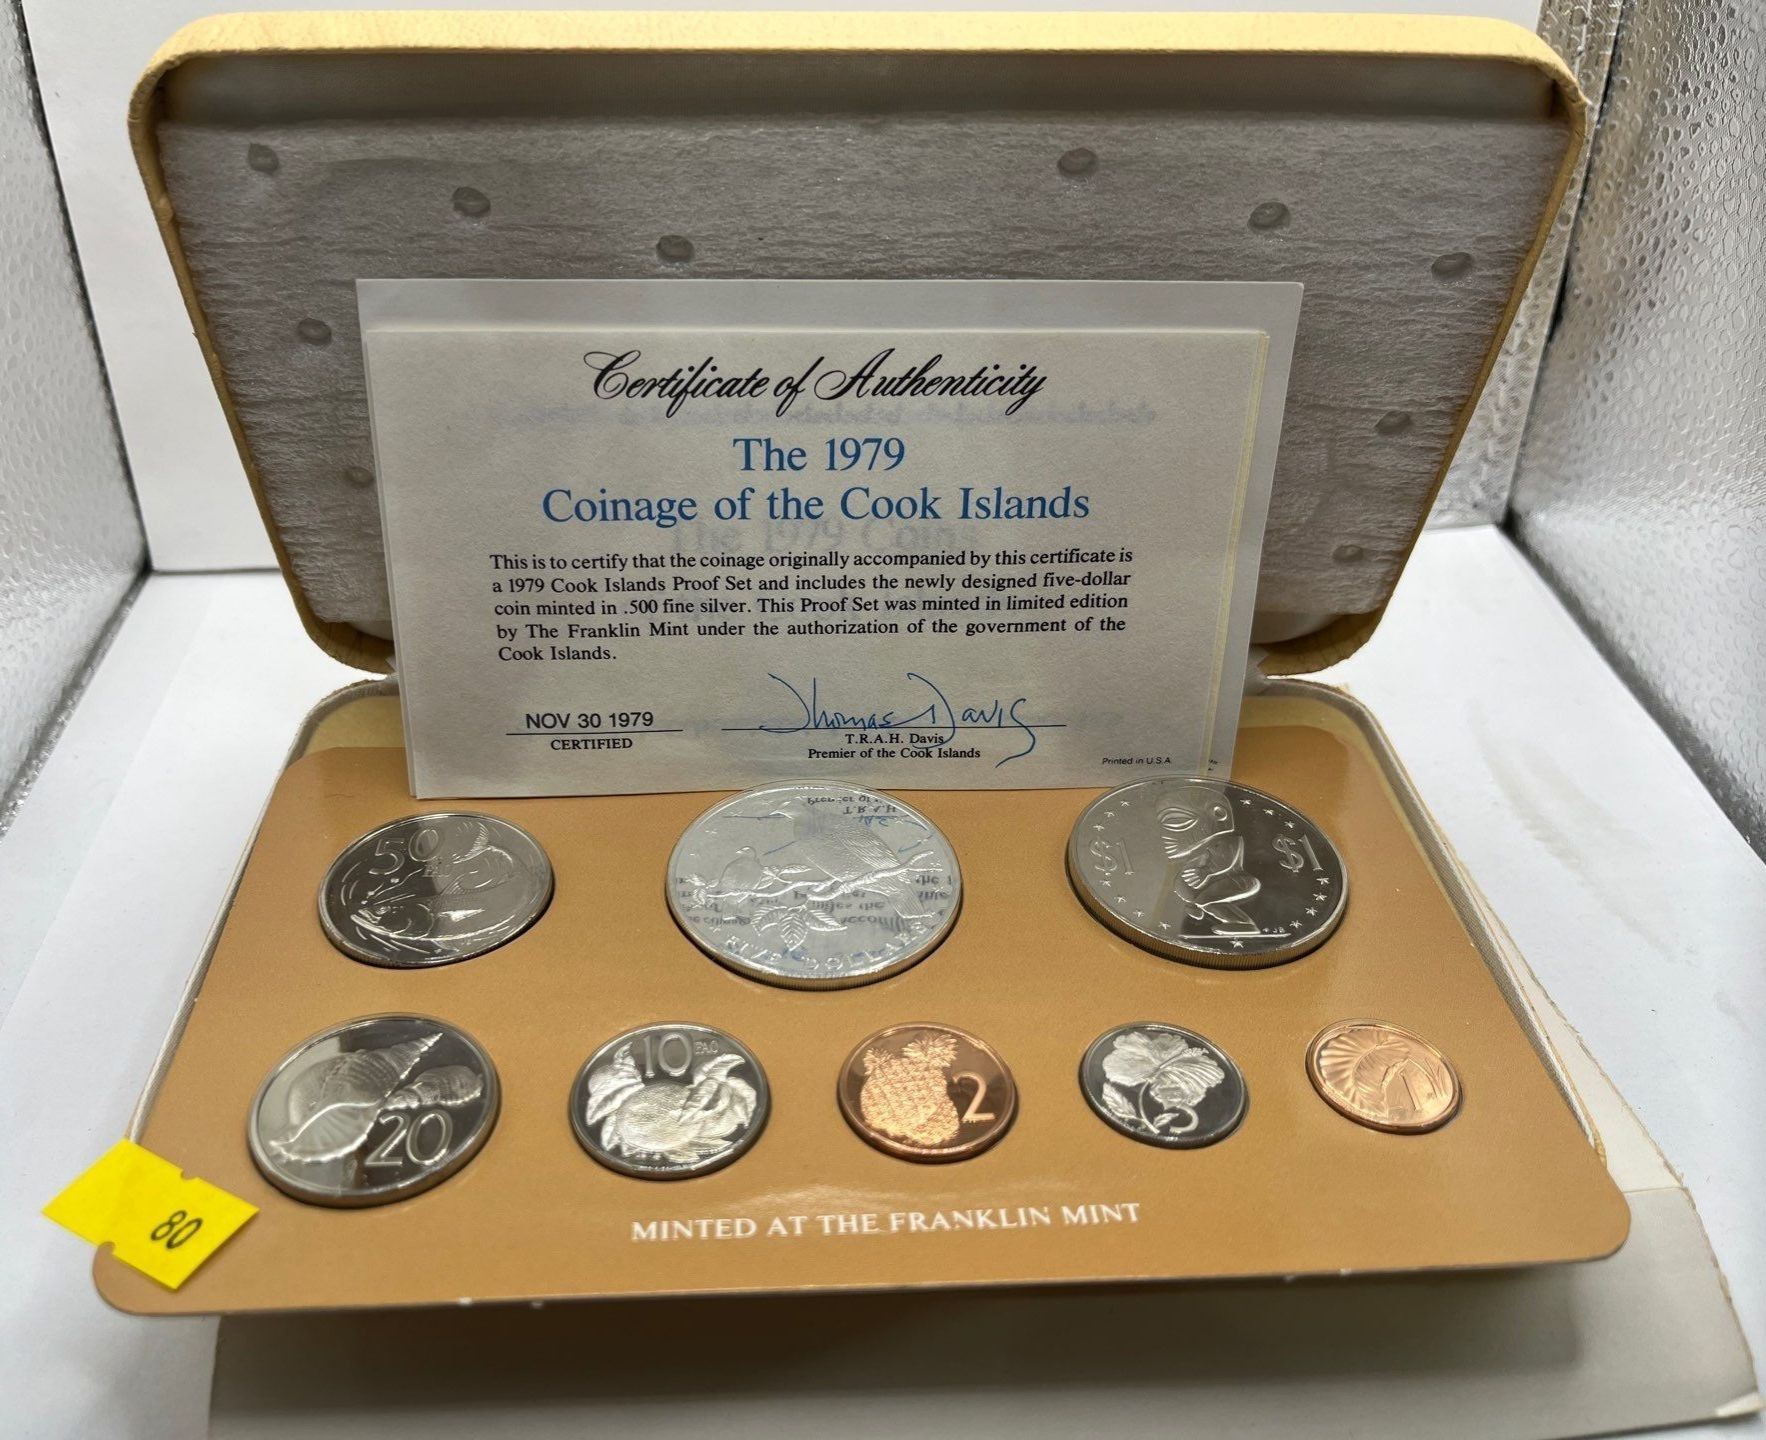 Certificate of Authenticity
The 1979
Coinage of the Cook Islands
This is to certify that the coinage originally accompanied by this certificate is
a 1979 Cook Islands Proof Set and includes the newly designed five-dollar
coin minted in .500 fine silver. This Proof Set was minted in limited edition
by The Franklin Mint under the authorization of the government of the
Cook Islands.
NOV 30 1979
CERTIFIED
Thomas Davis
T.R.A.H. Davis
Premier of the Cook Islands
Printed in U.S.A.
50
FIVE DOLLARS
$1 $1
20
10
2
5
1
80
MINTED AT THE FRANKLIN MINT